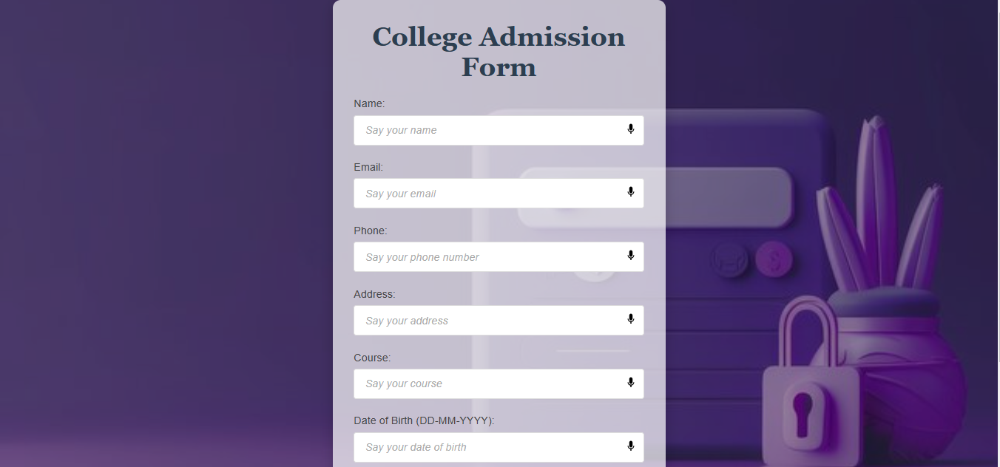 College Admission
Form
Name:
Say your name
Email:
Say your email
Phone:
Say your phone number
Address:
Say your address
Course:
Say your course
Date of Birth (DD-MM-YYYY):
Say your date of birth